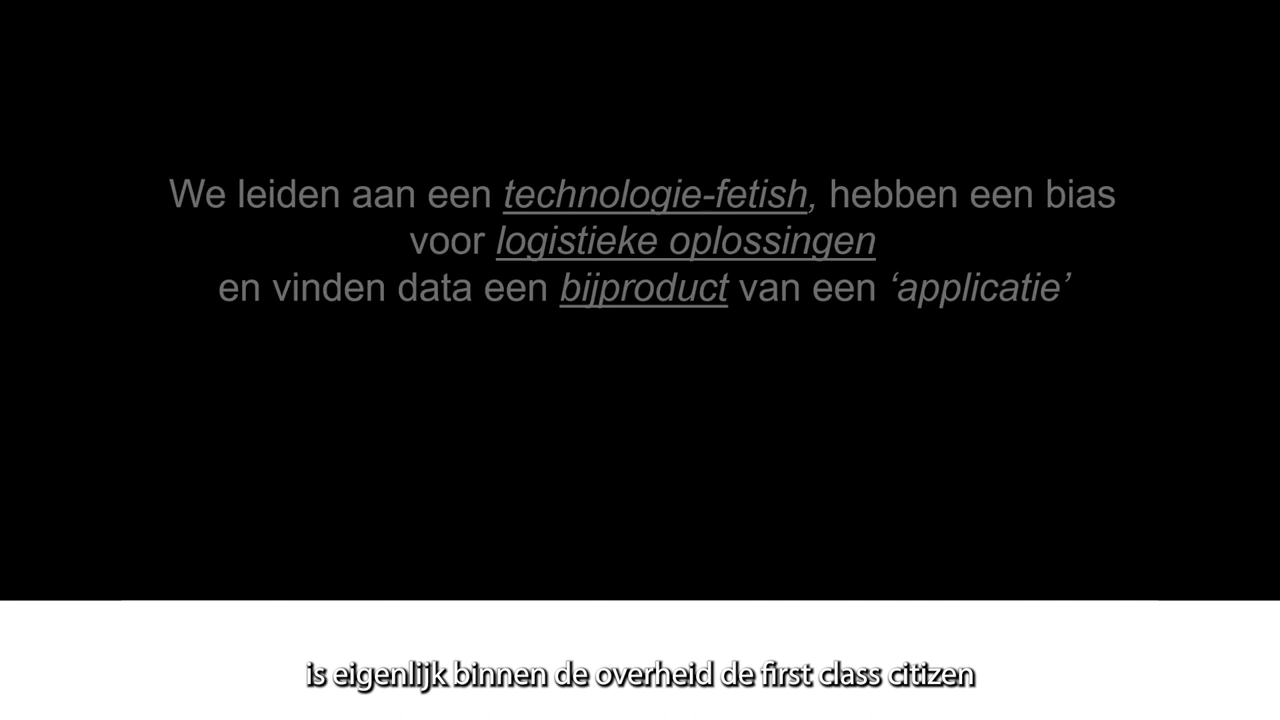 We leiden aan een technologie-fetish, hebben een bias
voor logistieke oplossingen
en vinden data een bijproduct van een ‘applicatie’
is eigenlijk binnen de overheid de first class citizen